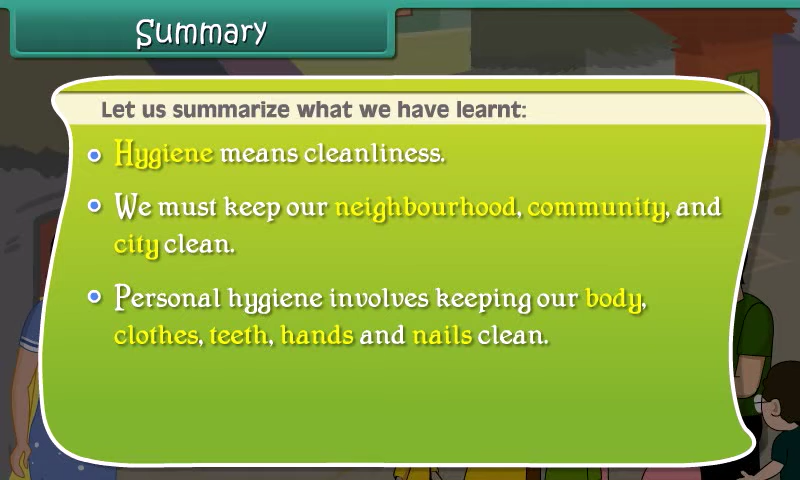 Summary
Let us summarize what we have learnt:
Hygiene means cleanliness.
We must keep our neighbourhood, community, and
city clean.
Personal hygiene involves keeping our body,
clothes, teeth, hands and nails clean.